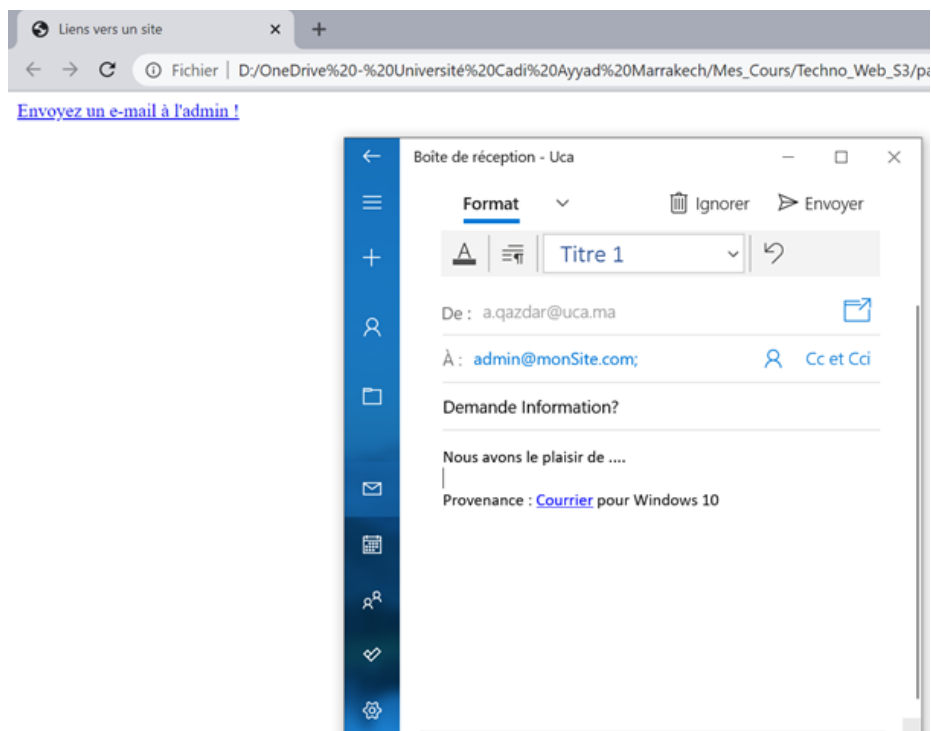 Liens vers un site
Fichier | D:/OneDrive%20-%20Université%20Cadi%20Ayyad%20Marrakech/Mes_Cours/Techno_Web_S3/pa
Envoyez un e-mail à l'admin !
Boîte de réception - Uca
Format Ignorer Envoyer
A Titre 1
De : a.qazdar@uca.ma
À : admin@monSite.com; Cc et Cci
Demande Information?
Nous avons le plaisir de ....
Provenance : Courrier pour Windows 10